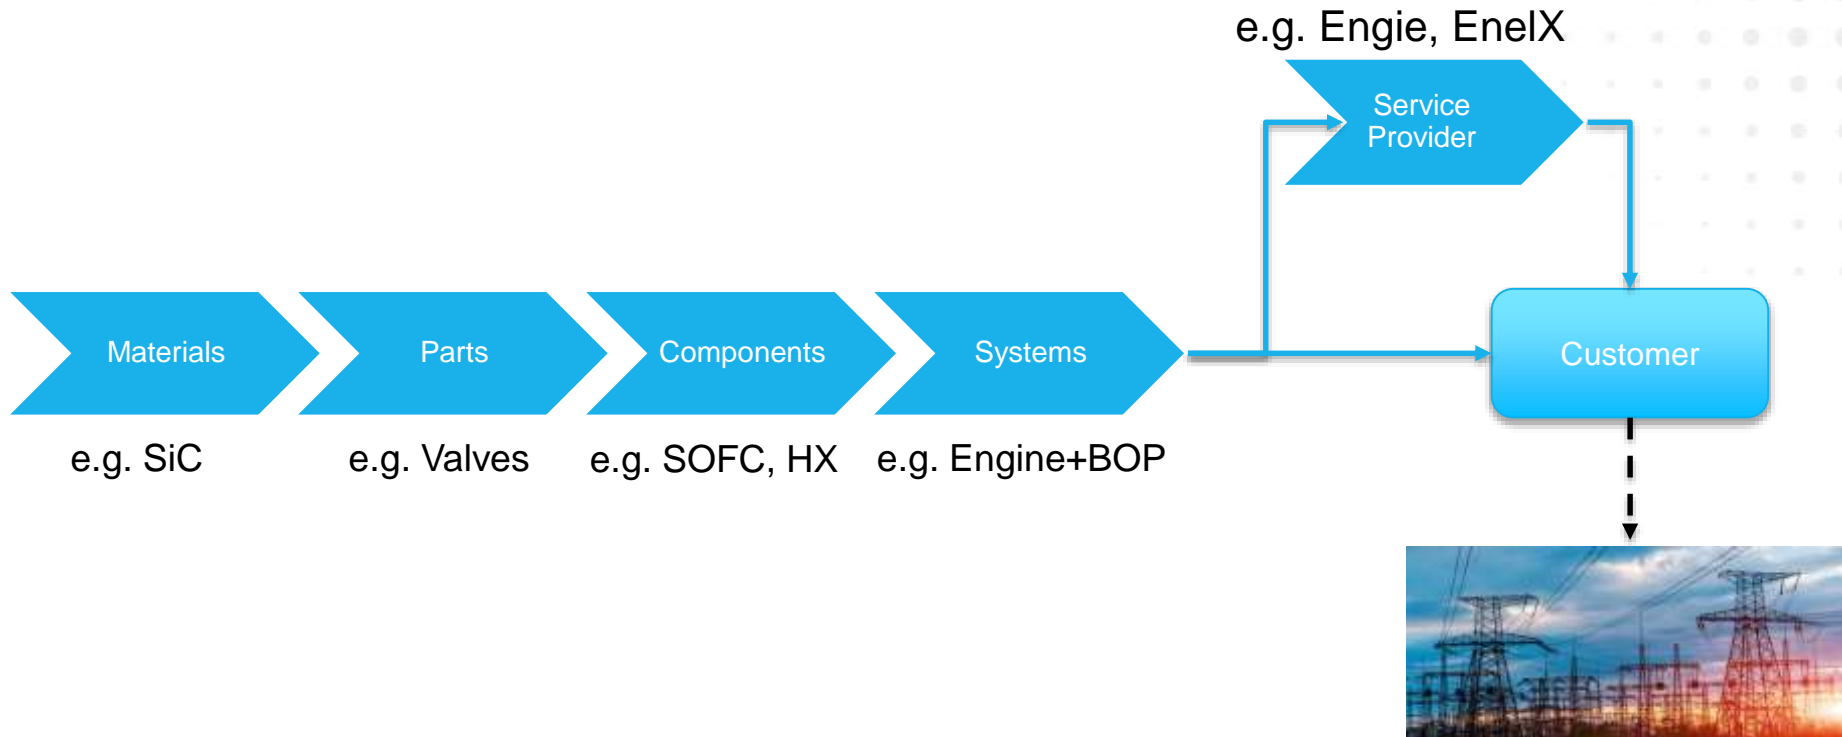 e.g. Engie, EnelX
Service
Provider
Materials
Parts
Components
Systems
Customer
e.g. SiC
e.g. Valves
e.g. SOFC, HX
e.g. Engine+BOP